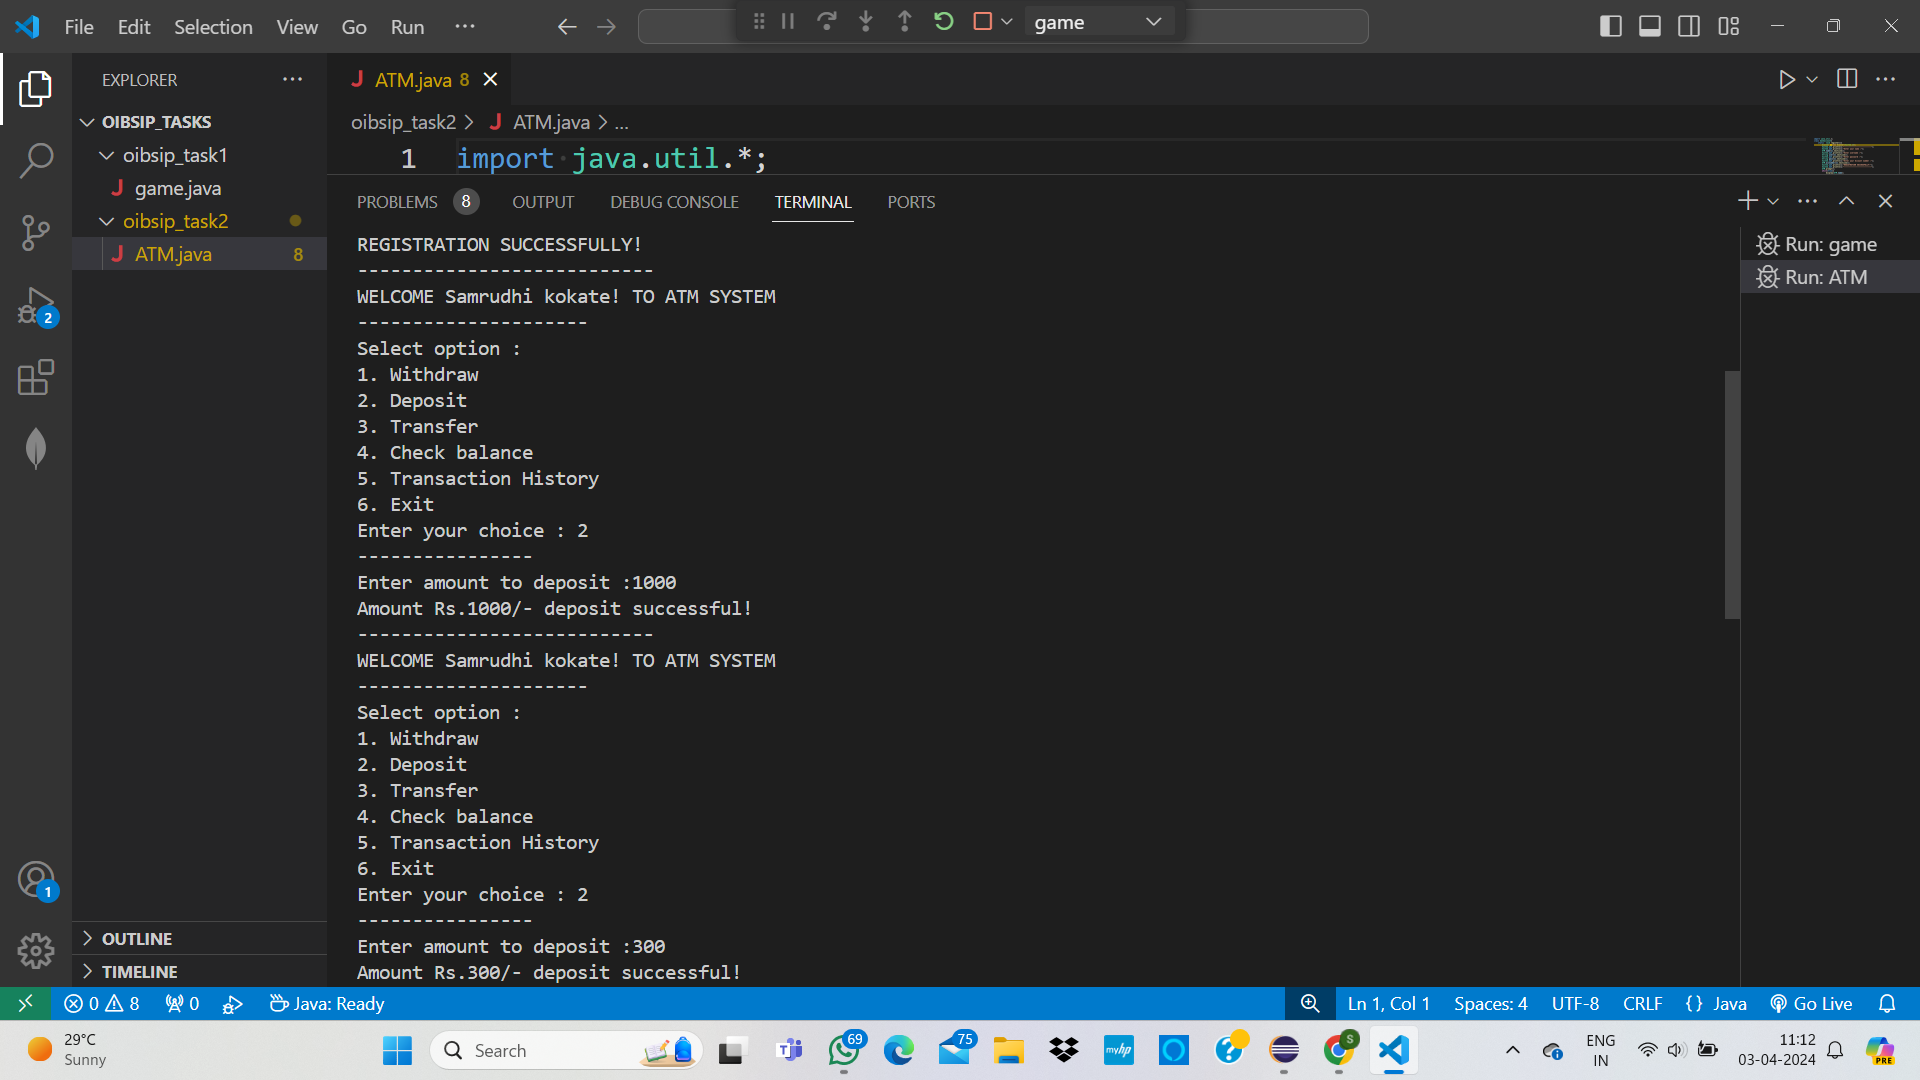 File Edit Selection View Go Run ···
game
EXPLORER ···
OIBSIP_TASKS
oibsip_task1
J game.java
oibsip_task2
J ATM.java 8
OUTLINE
TIMELINE
J ATM.java 8
oibsip_task2 > J ATM.java > ...
1 import java.util.*;
PROBLEMS 8 OUTPUT DEBUG CONSOLE TERMINAL PORTS
REGISTRATION SUCCESSFULLY!
---------------------------
WELCOME Samrudhi kokate! TO ATM SYSTEM
---------------------
Select option :
1. Withdraw
2. Deposit
3. Transfer
4. Check balance
5. Transaction History
6. Exit
Enter your choice : 2
----------------
Enter amount to deposit :1000
Amount Rs.1000/- deposit successful!
---------------------------
WELCOME Samrudhi kokate! TO ATM SYSTEM
---------------------
Select option :
1. Withdraw
2. Deposit
3. Transfer
4. Check balance
5. Transaction History
6. Exit
Enter your choice : 2
----------------
Enter amount to deposit :300
Amount Rs.300/- deposit successful!
Run: game
Run: ATM
2
1
0 8 0 Java: Ready Ln 1, Col 1 Spaces: 4 UTF-8 CRLF {} Java Go Live
29°C
Sunny
Search
69
75
myhp
S
ENG
IN
11:12
03-04-2024
PRE